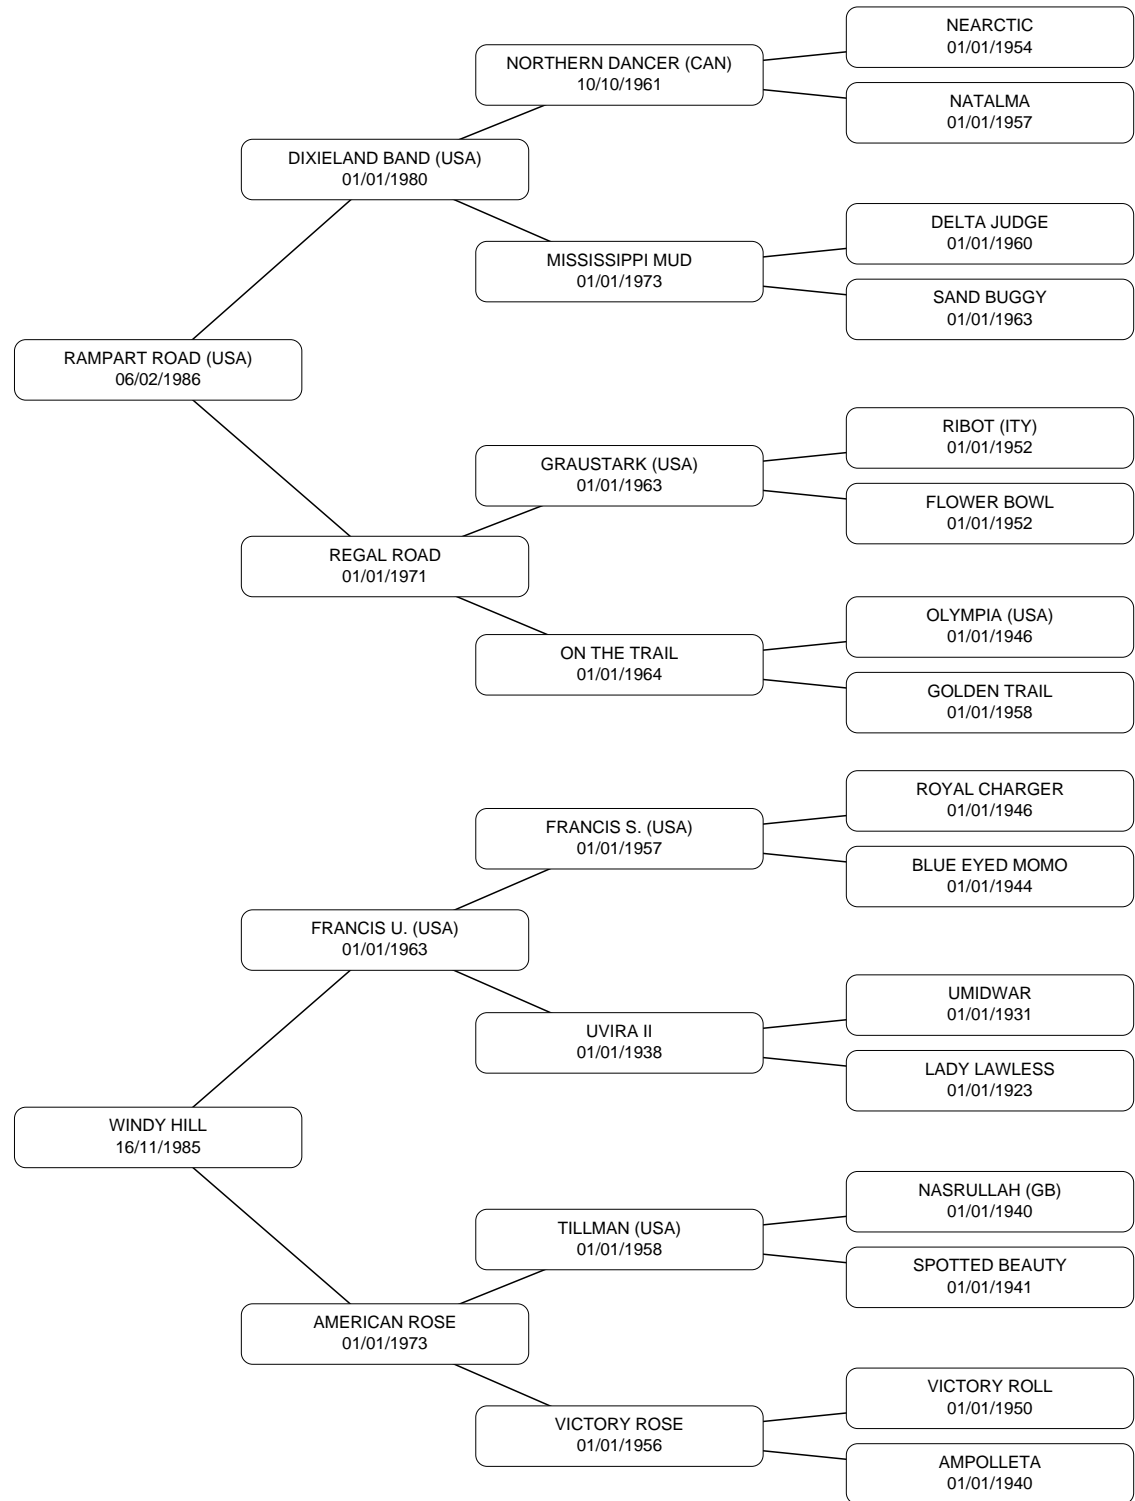 NEARCTIC
01/01/1954
NORTHERN DANCER (CAN)
10/10/1961
NATALMA
01/01/1957
DIXIELAND BAND (USA)
01/01/1980
DELTA JUDGE
01/01/1960
MISSISSIPPI MUD
01/01/1973
SAND BUGGY
01/01/1963
RAMPART ROAD (USA)
06/02/1986
RIBOT (ITY)
01/01/1952
GRAUSTARK (USA)
01/01/1963
FLOWER BOWL
01/01/1952
REGAL ROAD
01/01/1971
OLYMPIA (USA)
01/01/1946
ON THE TRAIL
01/01/1964
GOLDEN TRAIL
01/01/1958
ROYAL CHARGER
01/01/1946
FRANCIS S. (USA)
01/01/1957
BLUE EYED MOMO
01/01/1944
FRANCIS U. (USA)
01/01/1963
UMIDWAR
01/01/1931
UVIRA II
01/01/1938
LADY LAWLESS
01/01/1923
WINDY HILL
16/11/1985
NASRULLAH (GB)
01/01/1940
TILLMAN (USA)
01/01/1958
SPOTTED BEAUTY
01/01/1941
AMERICAN ROSE
01/01/1973
VICTORY ROLL
01/01/1950
VICTORY ROSE
01/01/1956
AMPOLLETA
01/01/1940